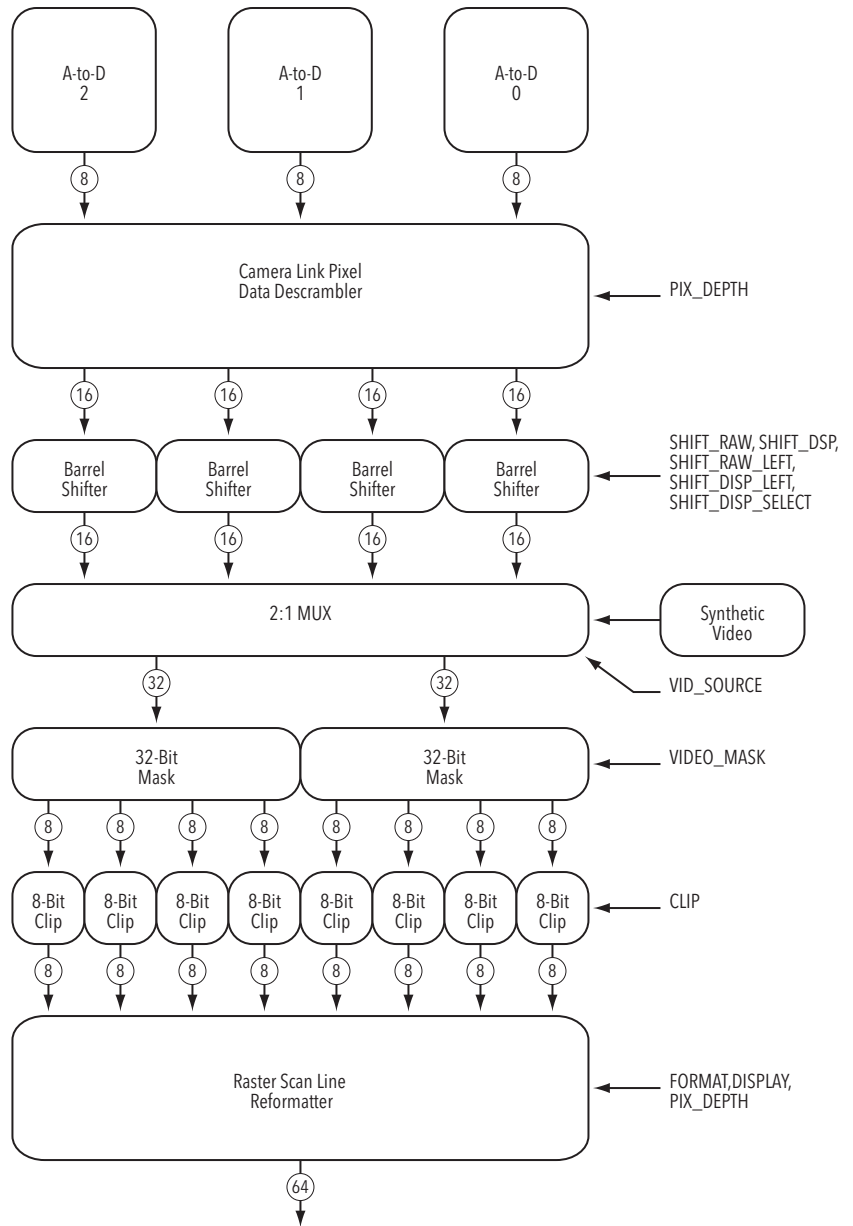 A-to-D
2
A-to-D
1
A-to-D
0
8
8
8
Camera Link Pixel
Data Descrambler
PIX_DEPTH
16
16
16
16
Barrel
Shifter
Barrel
Shifter
Barrel
Shifter
Barrel
Shifter
SHIFT_RAW, SHIFT_DSP,
SHIFT_RAW_LEFT,
SHIFT_DISP_LEFT,
SHIFT_DISP_SELECT
16
16
16
16
2:1 MUX
Synthetic
Video
VID_SOURCE
32
32
32-Bit
Mask
32-Bit
Mask
VIDEO_MASK
8
8
8
8
8
8
8
8
8-Bit
Clip
8-Bit
Clip
8-Bit
Clip
8-Bit
Clip
8-Bit
Clip
8-Bit
Clip
8-Bit
Clip
8-Bit
Clip
CLIP
8
8
8
8
8
8
8
8
Raster Scan Line
Reformatter
FORMAT,DISPLAY,
PIX_DEPTH
64